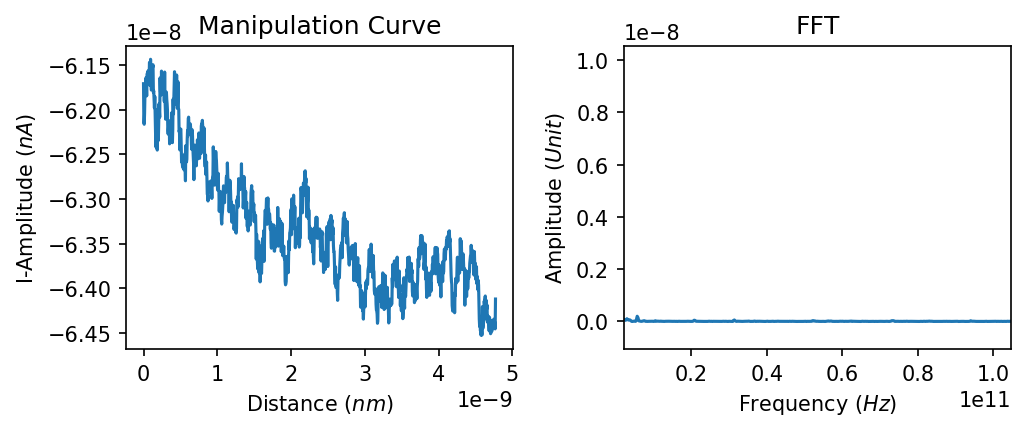 Manipulation Curve
1e−8
−6.15
−6.20
−6.25
−6.30
−6.35
−6.40
−6.45
I-Amplitude (nA)
0 1 2 3 4 5
1e−9
Distance (nm)
FFT
1e−8
1.0
0.8
0.6
0.4
0.2
0.0
Amplitude (Unit)
0.2 0.4 0.6 0.8 1.0
1e11
Frequency (Hz)